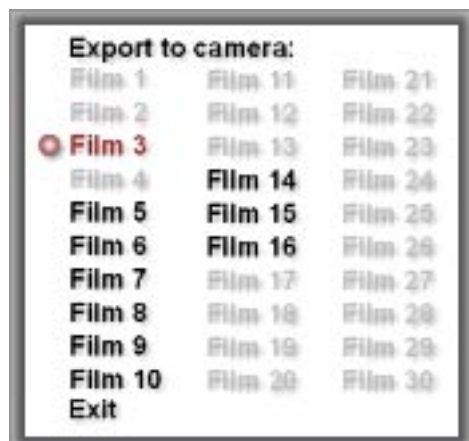 Export to camera:
Film 1 Film 11 Film 21
Film 2 Film 12 Film 22
Film 3 Film 13 Film 23
Film 4 Film 14 Film 24
Film 5 Film 15 Film 25
Film 6 Film 16 Film 26
Film 7 Film 17 Film 27
Film 8 Film 18 Film 28
Film 9 Film 19 Film 29
Film 10 Film 20 Film 30
Exit